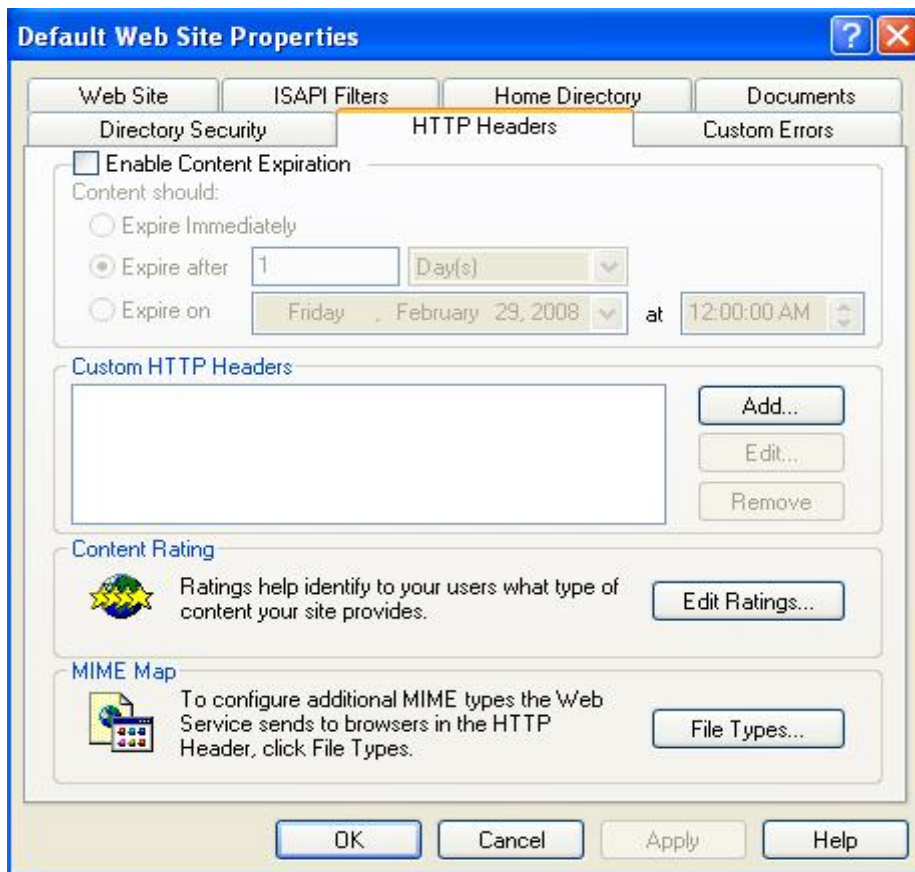 Default Web Site Properties
Web Site ISAPI Filters Home Directory Documents
Directory Security HTTP Headers Custom Errors
Enable Content Expiration
Content should:
Expire Immediately
Expire after 1 Day(s)
Expire on Friday , February 29, 2008 at 12:00:00 AM
Custom HTTP Headers
Add...
Edit...
Remove
Content Rating
Ratings help identify to your users what type of
content your site provides.
Edit Ratings...
MIME Map
To configure additional MIME types the Web
Service sends to browsers in the HTTP
Header, click File Types.
File Types...
OK Cancel Apply Help